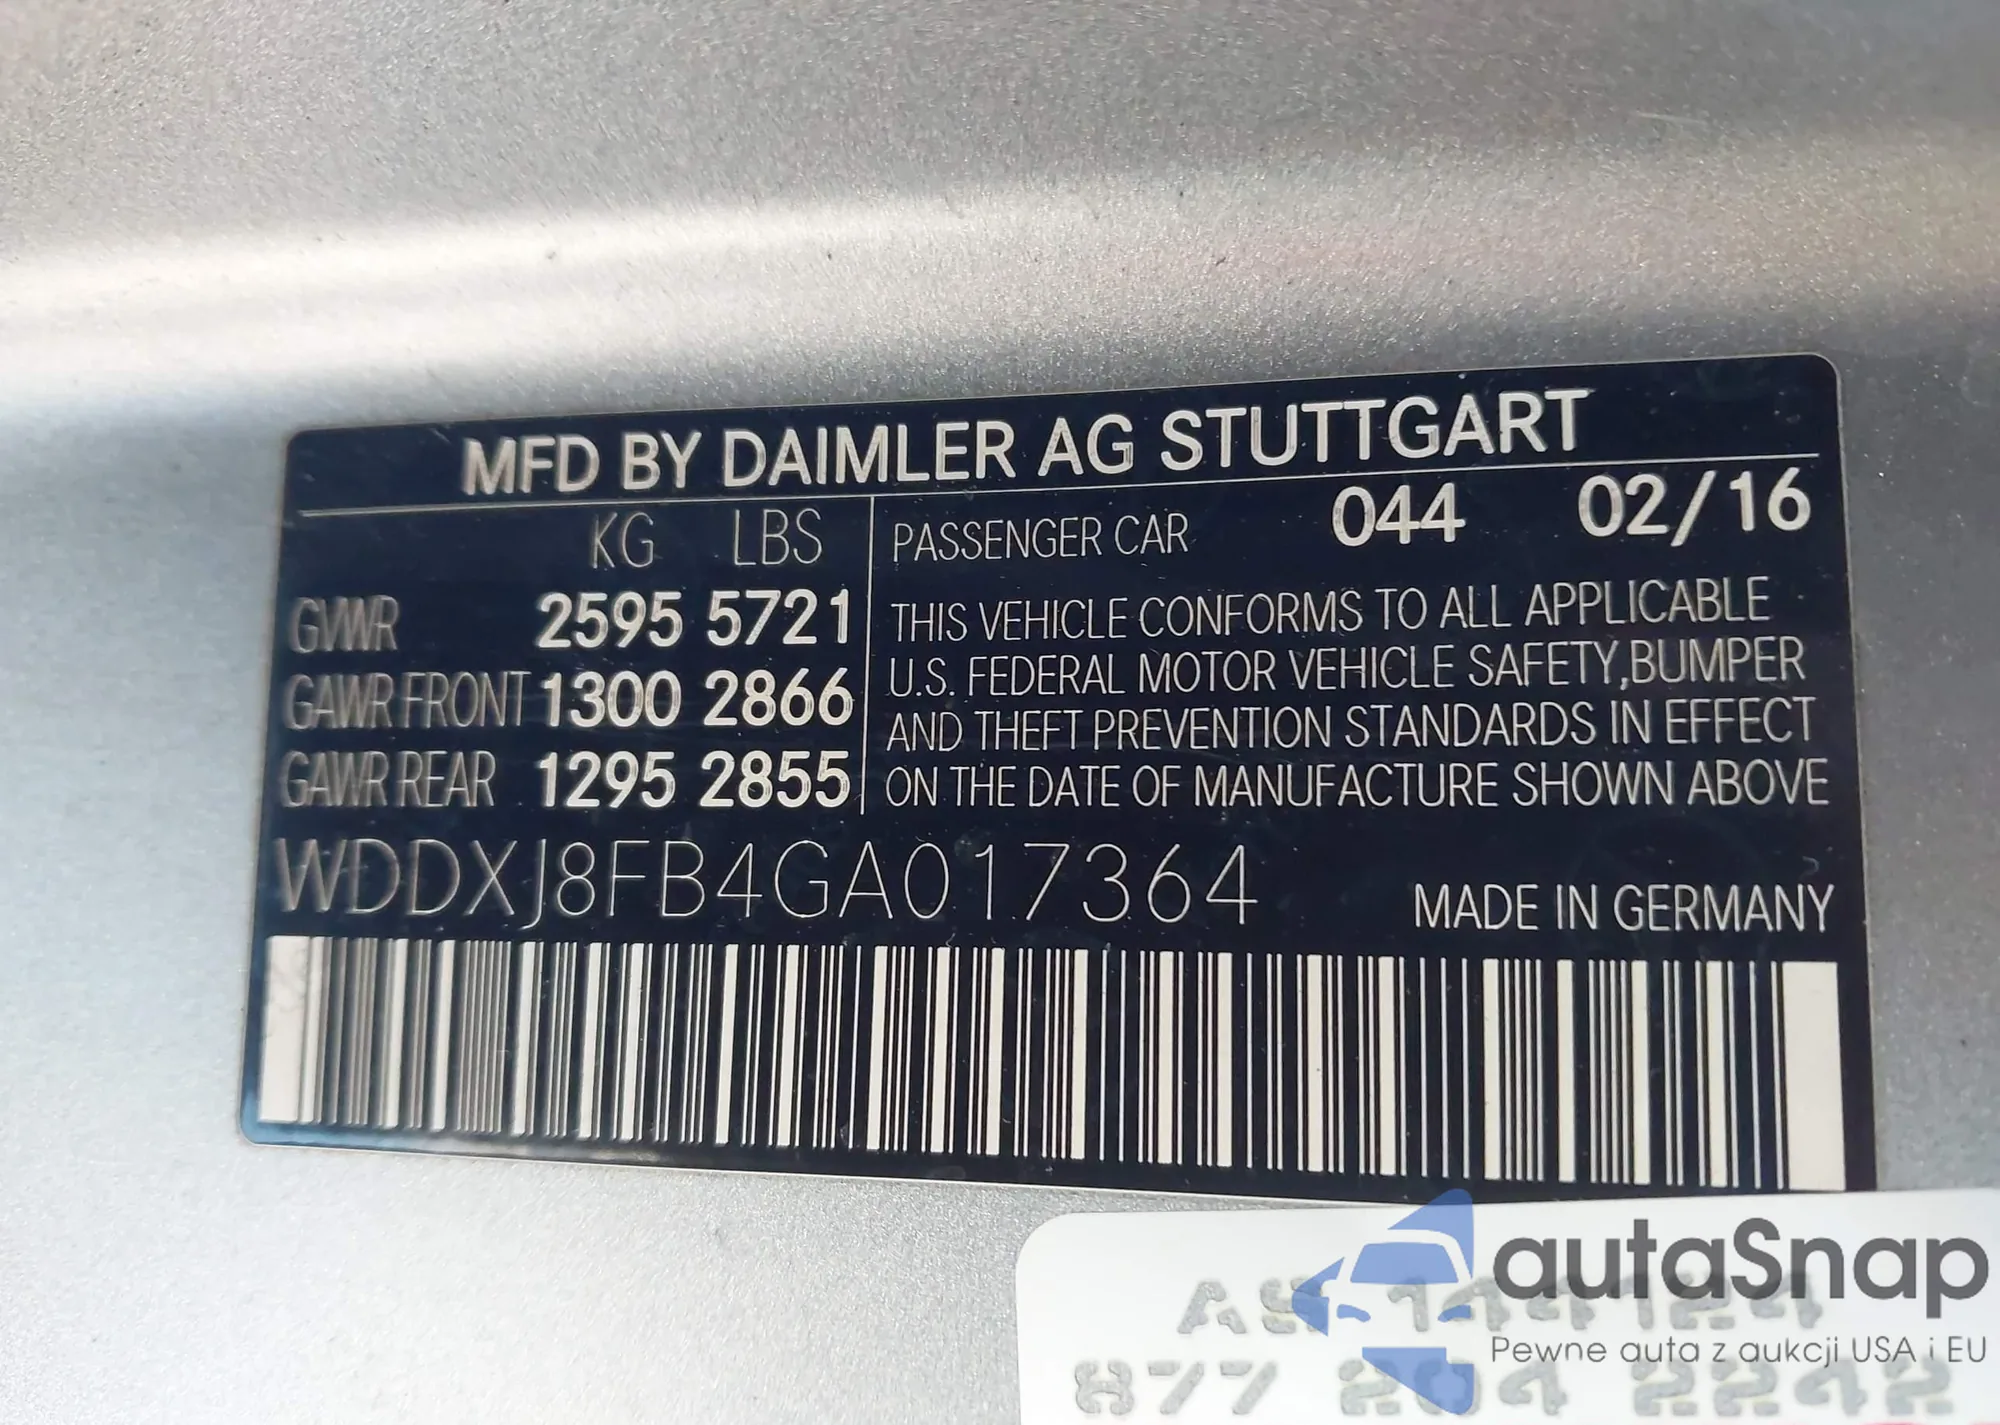 MFD BY DAIMLER AG STUTTGART
KG LBS
GVWR 2595 5721
GAWR FRONT 1300 2866
GAWR REAR 1295 2855
PASSENGER CAR 044 02/16
THIS VEHICLE CONFORMS TO ALL APPLICABLE
U.S. FEDERAL MOTOR VEHICLE SAFETY,BUMPER
AND THEFT PREVENTION STANDARDS IN EFFECT
ON THE DATE OF MANUFACTURE SHOWN ABOVE
WDDXJ8FB4GA017364
MADE IN GERMANY
autaSnap
Pewne auta z aukcji USA i EU
877